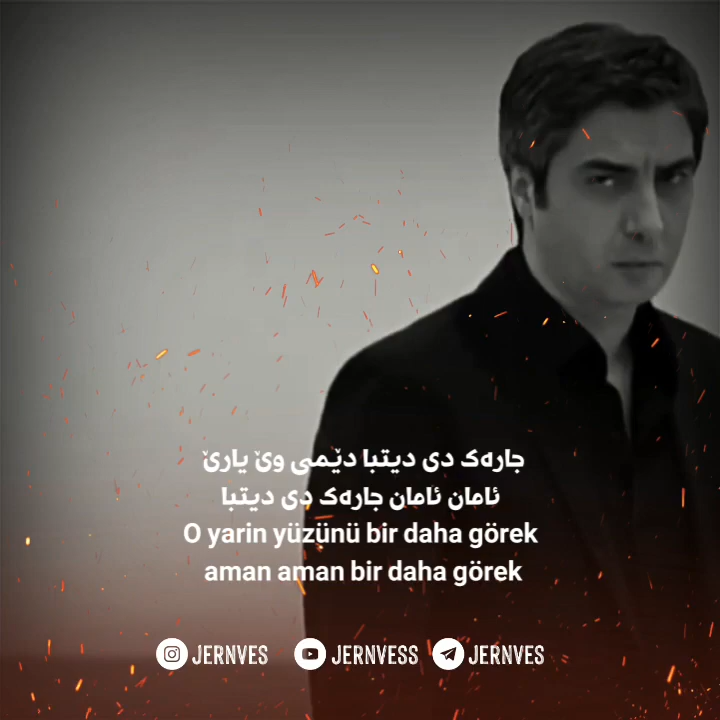 جارەک دی دیتبا دێمی وێ یارێ
ئامان ئامان جارەک دی دیتبا
O yarin yüzünü bir daha görek
aman aman bir daha görek
JERNVES JERNVESS JERNVES